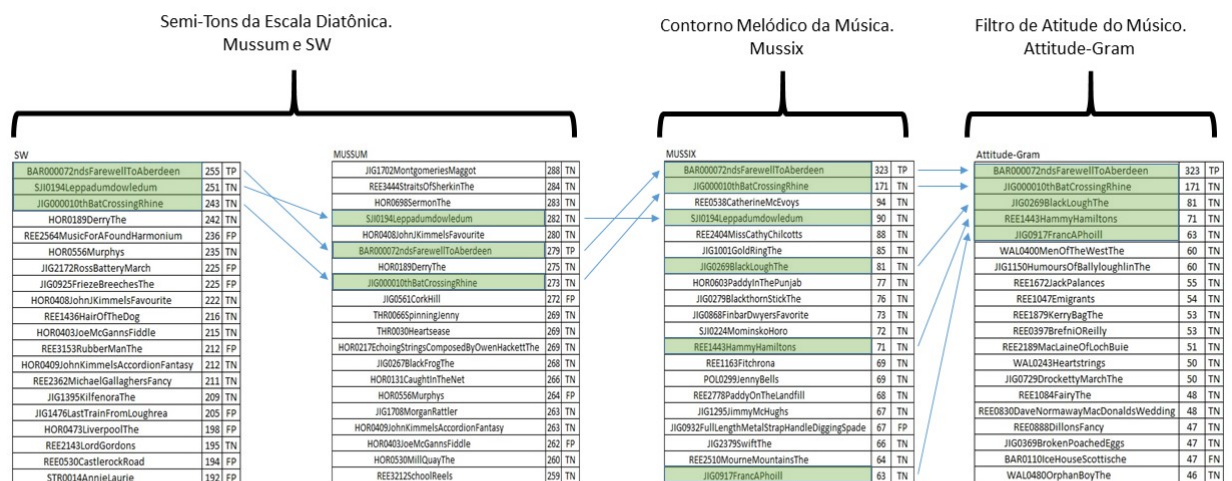 Semi-Tons da Escala Diatônica.
Mussum e SW
Contorno Melódico da Música.
Mussix
Filtro de Atitude do Músico.
Attitude-Gram
SW
BAR000072ndsFarewellToAberdeen 255 TP
SJI0194Leppadumdowledum 251 TN
JIG000010thBatCrossingRhine 243 TN
HOR0189DerryThe 242 TN
REE2564MusicForAFoundHarmonium 236 FP
HOR0556Murphys 235 TN
JIG2172RossBatteryMarch 225 FP
JIG0925FriezeBreechesThe 225 FP
HOR0408JohnJKimmelsFavourite 222 TN
REE1436HairOfTheDog 216 TN
HOR0403JoeMcGannsFiddle 215 TN
REE3153RubberManThe 212 FP
HOR0409JohnKimmelsAccordionFantasy 212 TN
REE2362MichaelGallaghersFancy 211 TN
JIG1395KilfenoraThe 209 TN
JIG1476LastTrainFromLoughrea 205 FP
HOR0473LiverpoolThe 198 FP
REE2143LordGordons 195 TN
REE0530CastlerockRoad 194 FP
STR0014AnnieLaurie 192 FP
MUSSUM
JIG1702MontgomeriesMaggot 288 TN
REE3444StraitsOfSherkinThe 284 TN
HOR0698SermonThe 283 TN
SJI0194Leppadumdowledum 282 TN
HOR0408JohnJKimmelsFavourite 280 TN
BAR000072ndsFarewellToAberdeen 279 TP
HOR0189DerryThe 275 TN
JIG000010thBatCrossingRhine 273 TN
JIG0561CorkHill 272 FP
THR0066SpinningJenny 269 TN
THR0030Heartsease 269 TN
HOR0217EchoingStringsComposedByOwenHackettThe 269 TN
JIG0267BlackFrogThe 268 TN
HOR0131CaughtInTheNet 266 TN
HOR0556Murphys 264 FP
JIG1708MorganRattler 263 TN
HOR0409JohnKimmelsAccordionFantasy 263 TN
HOR0403JoeMcGannsFiddle 262 FP
HOR0530MillQuayThe 260 TN
REE3212SchoolReels 259 TN
MUSSIX
BAR000072ndsFarewellToAberdeen 323 TP
JIG000010thBatCrossingRhine 171 TN
REE0538CatherineMcEvoys 94 TN
SJI0194Leppadumdowledum 90 TN
REE2404MissCathyChilcotts 88 TN
JIG1001GoldRingThe 85 TN
JIG0269BlackLoughThe 81 TN
HOR0603PaddyInThePunjab 77 TN
JIG0279BlackthornStickThe 76 TN
JIG0868FinbarDwyersFavorite 73 TN
SJI0224MominskoHoro 72 TN
REE1443HammyHamiltons 71 TN
REE1163Fitchrona 69 TN
POL0299JennyBells 69 TN
REE2778PaddyOnTheLandfill 68 TN
JIG1295JimmyMcHughs 67 TN
JIG0932FullLengthMetalStrapHandleDiggingSpade 67 FP
JIG2379SwiftThe 66 TN
REE2510MourneMountainsThe 64 TN
JIG0917FrancAPhoill 63 TN
Attitude-Gram
BAR000072ndsFarewellToAberdeen 323 TP
JIG000010thBatCrossingRhine 171 TN
JIG0269BlackLoughThe 81 TN
REE1443HammyHamiltons 71 TN
JIG0917FrancAPhoill 63 TN
WAL0400MenOfTheWestThe 60 TN
JIG1150HumoursOfBallyloughlinThe 60 TN
REE1672JackPalances 55 TN
REE1047Emigrants 54 TN
REE1879KerryBagThe 53 TN
REE0397BrefniOReilly 53 TN
REE2189MacLaineOfLochBuie 51 TN
WAL0243Heartstrings 50 TN
JIG0729DrockettyMarchThe 50 TN
REE1084FairyThe 48 TN
REE0830DaveNormawayMacDonaldsWedding 48 TN
REE0888DillonsFancy 47 TN
JIG0369BrokenPoachedEggs 47 TN
BAR0110IceHouseScottische 47 FN
WAL0480OrphanBoyThe 46 TN